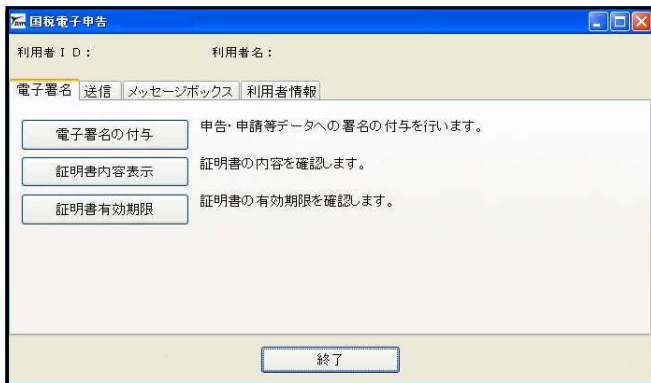 国税電子申告
利用者ID： 利用者名：
電子署名 送信 メッセージボックス 利用者情報
電子署名の付与 申告・申請等データへの署名の付与を行います。
証明書内容表示 証明書の内容を確認します。
証明書有効期限 証明書の有効期限を確認します。
終了